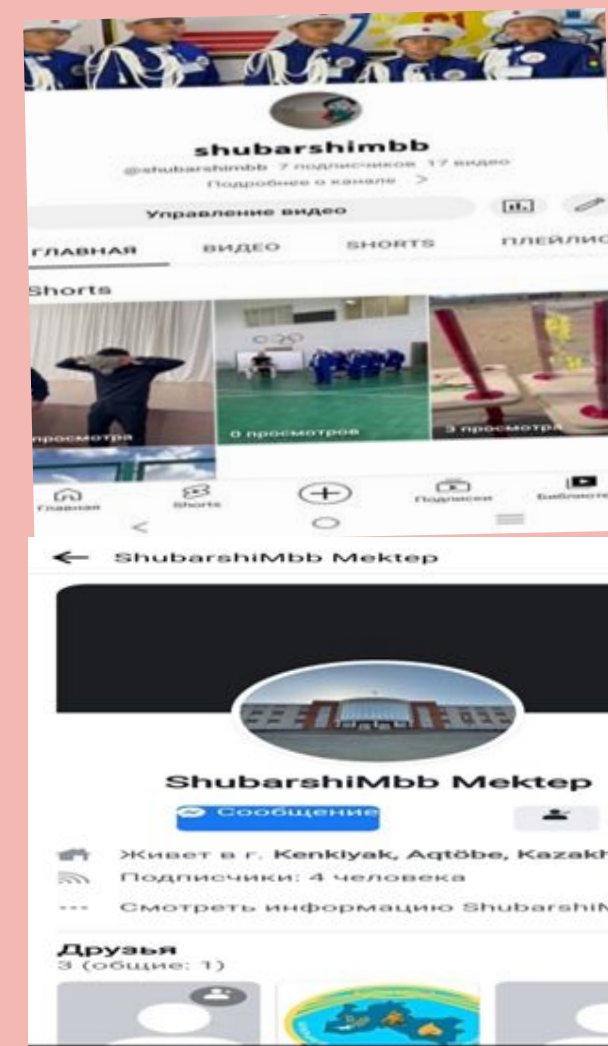 shubarshimbb
@shubarshimbb 7 подписчиков 17 видео
Подробнее о канале >
Управление видео
ГЛАВНАЯ ВИДЕО SHORTS ПЛЕЙЛИС
Shorts
просмотра
0 просмотров
3 просмотра
Главная
Shorts
Подписки
Библиоте
ShubarshiMbb Mektep
ShubarshiMbb Mektep
Сообщение
Живет в г. Kenkiyak, Aqtöbe, Kazakh
Подписчики: 4 человека
Смотреть информацию ShubarshiM
Друзья
3 (общие: 1)